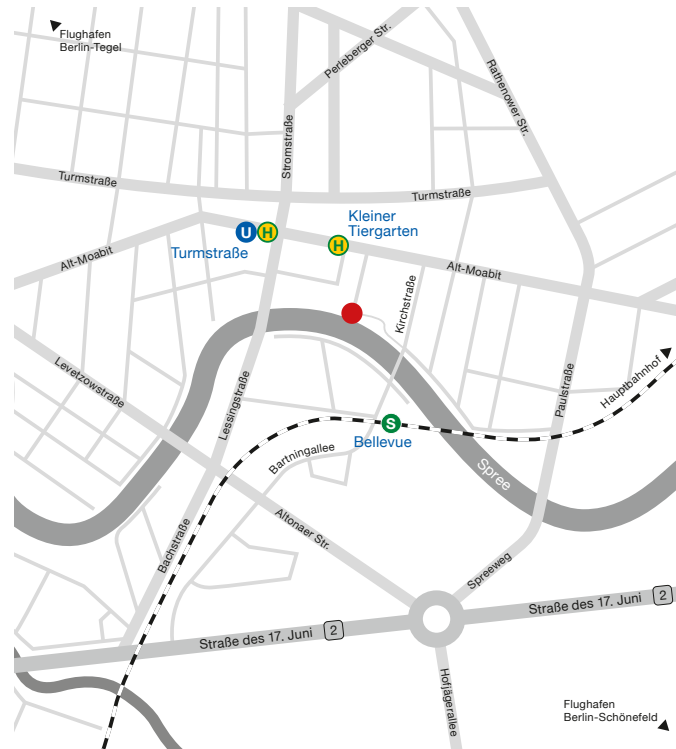 Flughafen
Berlin-Tegel
Perleberger Str.
Rathenower Str.
Stromstraße
Turmstraße
Turmstraße
Kleiner
Tiergarten
U
H
H
Turmstraße
Alt-Moabit
Alt-Moabit
Kirchstraße
Levetzowstraße
Lessingstraße
Paulstraße
Hauptbahnhof
S
Bellevue
Bartningallee
Spree
Altonaer Str.
Bachstraße
Spreeweg
Straße des 17. Juni 2
Straße des 17. Juni 2
Hofjägerallee
Flughafen
Berlin-Schönefeld